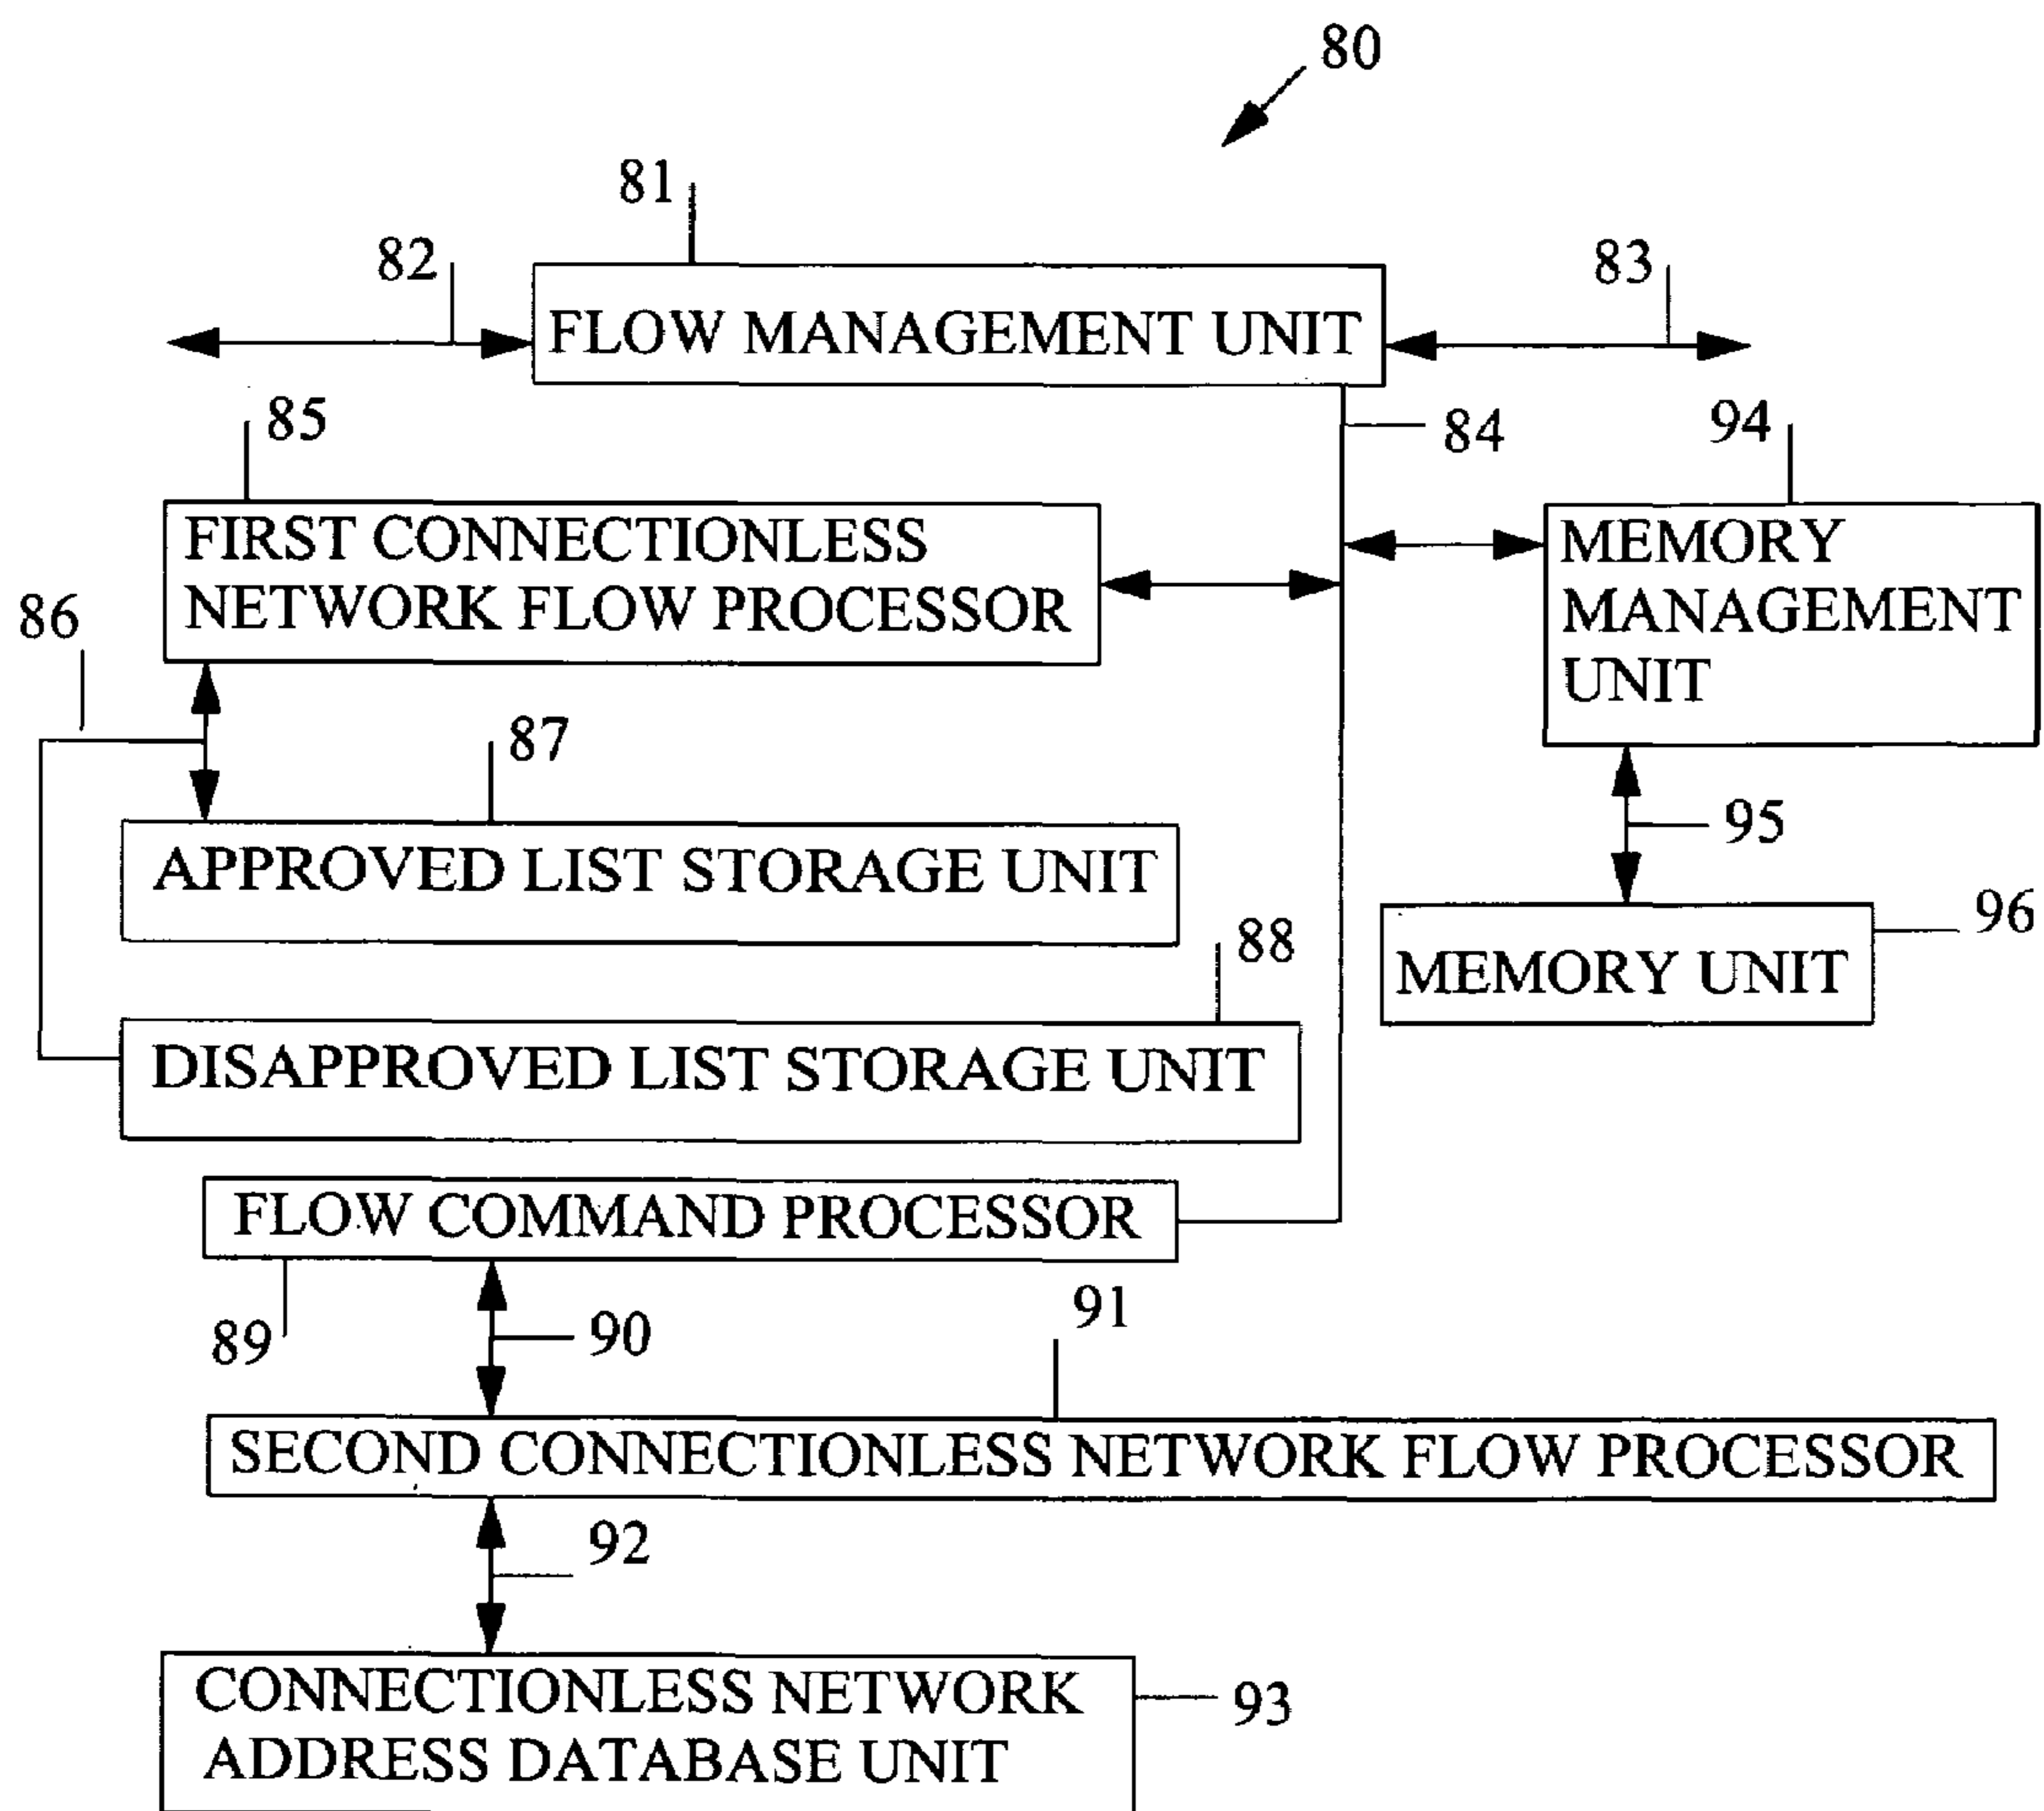 80
81
82
FLOW MANAGEMENT UNIT
83
84
85
FIRST CONNECTIONLESS
NETWORK FLOW PROCESSOR
94
MEMORY
MANAGEMENT
UNIT
86
87
APPROVED LIST STORAGE UNIT
95
96
MEMORY UNIT
88
DISAPPROVED LIST STORAGE UNIT
FLOW COMMAND PROCESSOR
89
90
91
SECOND CONNECTIONLESS NETWORK FLOW PROCESSOR
92
CONNECTIONLESS NETWORK
ADDRESS DATABASE UNIT
93